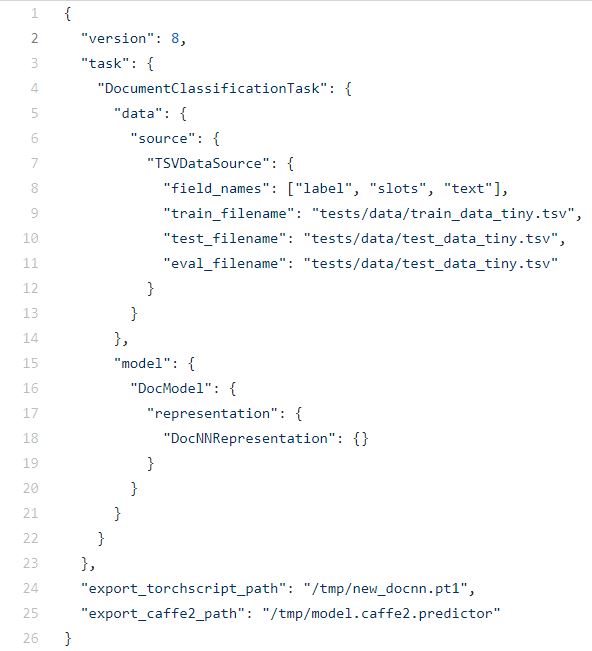 1 {
2   "version": 8,
3   "task": {
4     "DocumentClassificationTask": {
5       "data": {
6         "source": {
7           "TSVDataSource": {
8             "field_names": ["label", "slots", "text"],
9             "train_filename": "tests/data/train_data_tiny.tsv",
10             "test_filename": "tests/data/test_data_tiny.tsv",
11             "eval_filename": "tests/data/test_data_tiny.tsv"
12           }
13         }
14       },
15       "model": {
16         "DocModel": {
17           "representation": {
18             "DocNNRepresentation": {}
19           }
20         }
21       }
22     }
23   },
24   "export_torchscript_path": "/tmp/new_docnn.pt1",
25   "export_caffe2_path": "/tmp/model.caffe2.predictor"
26 }